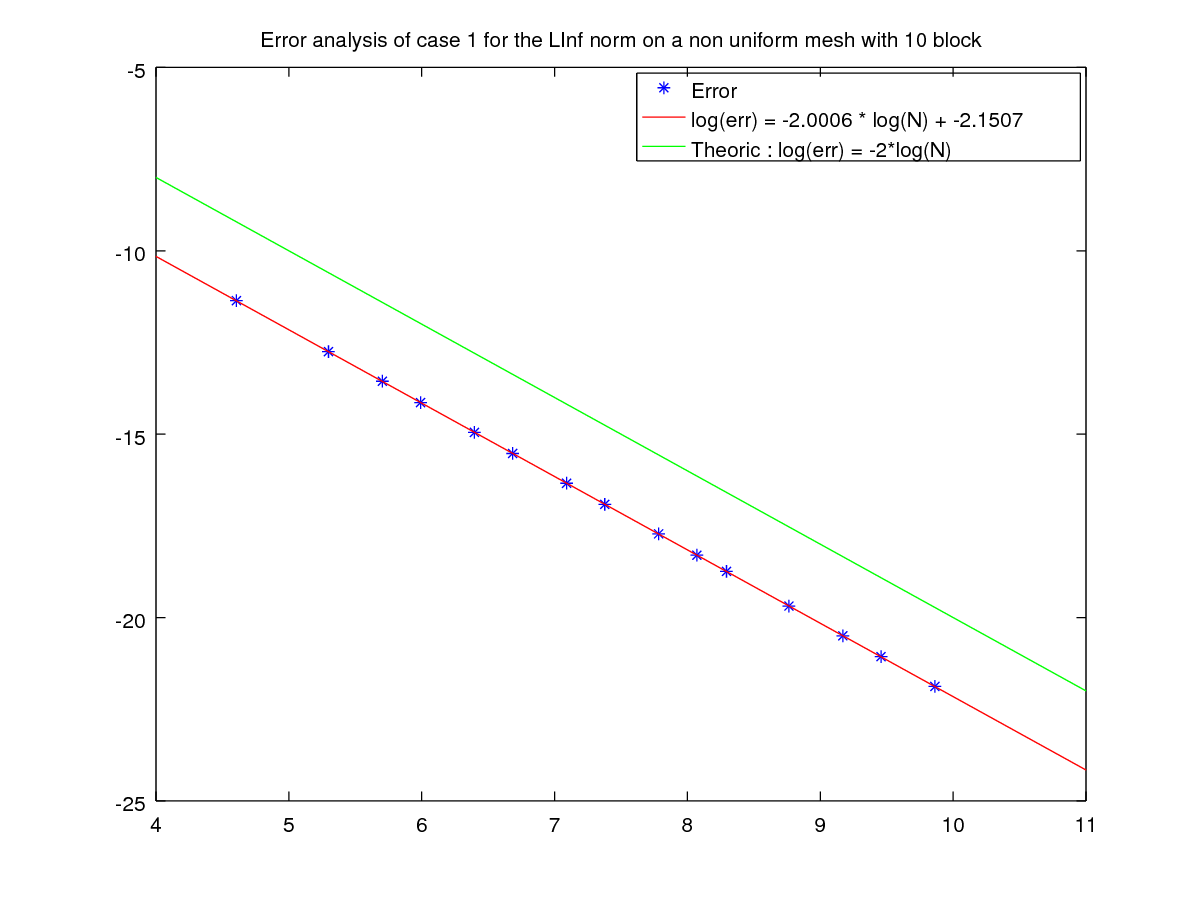 Error analysis of case 1 for the LInf norm on a non uniform mesh with 10 block
-5
Error
log(err) = -2.0006 * log(N) + -2.1507
Theoric : log(err) = -2*log(N)
-10
-15
-20
-25
4 5 6 7 8 9 10 11